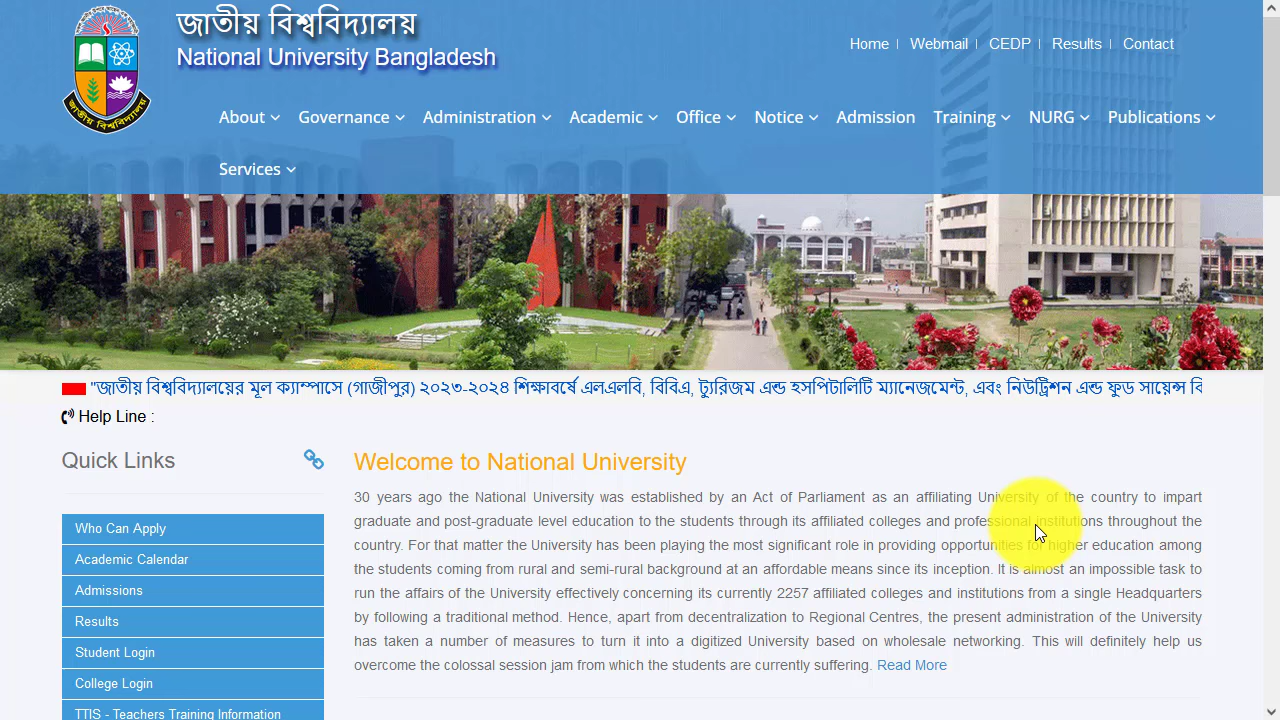 জাতীয় বিশ্ববিদ্যালয়
National University Bangladesh
জাতীয় বিশ্ববিদ্যালয়
Home
Webmail
CEDP
Results
Contact
About
Governance
Administration
Academic
Office
Notice
Admission
Training
NURG
Publications
Services
"জাতীয় বিশ্ববিদ্যালয়ের মূল ক্যাম্পাসে (গাজীপুর) ২০২৩-২০২৪ শিক্ষাবর্ষে এলএলবি, বিবিএ, ট্যুরিজম এন্ড হসপিটালিটি ম্যানেজমেন্ট, এবং নিউট্রিশন এন্ড ফুড সায়েন্স
Help Line :
Quick Links
Who Can Apply
Academic Calendar
Admissions
Results
Student Login
College Login
TTIS - Teachers Training Information
Welcome to National University
30 years ago the National University was established by an Act of Parliament as an affiliating University of the country to impart
graduate and post-graduate level education to the students through its affiliated colleges and professional institutions throughout the
country. For that matter the University has been playing the most significant role in providing opportunities for higher education among
the students coming from rural and semi-rural background at an affordable means since its inception. It is almost an impossible task to
run the affairs of the University effectively concerning its currently 2257 affiliated colleges and institutions from a single Headquarters
by following a traditional method. Hence, apart from decentralization to Regional Centres, the present administration of the University
has taken a number of measures to turn it into a digitized University based on wholesale networking. This will definitely help us
overcome the colossal session jam from which the students are currently suffering. Read More